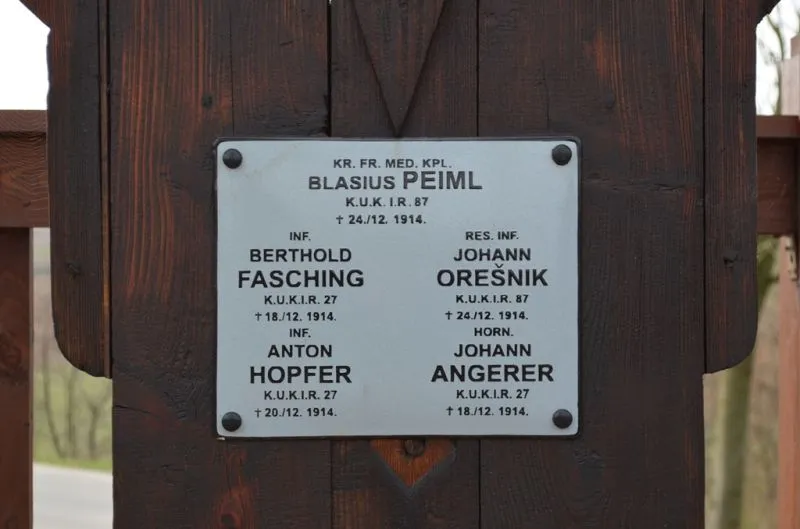 KR. FR. MED. KPL.
BLASIUS PEIML
K.U.K. I.R. 87
† 24./12. 1914.
INF.
BERTHOLD
FASCHING
K.U.K.I.R. 27
† 18./12. 1914.
INF.
ANTON
HOPFER
K.U.K.I.R. 27
† 20./12. 1914.
RES. INF.
JOHANN
OREŠNIK
K.U.K.I.R. 87
† 24./12. 1914.
HORN.
JOHANN
ANGERER
K.U.K.I.R. 27
† 18./12. 1914.